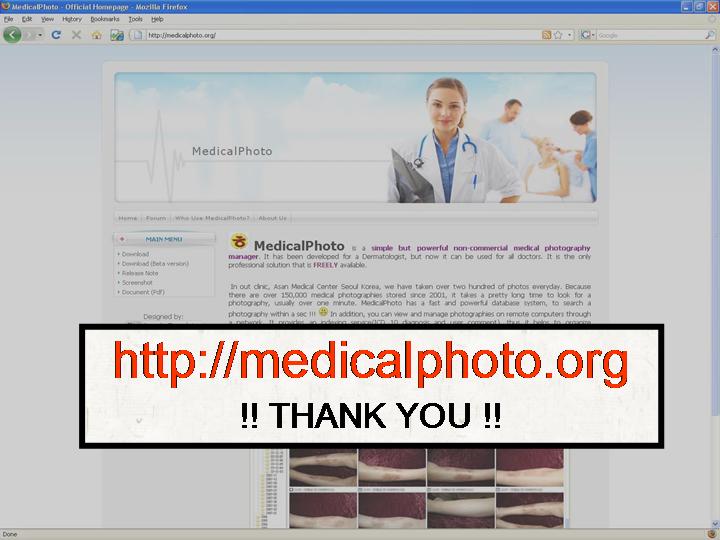 MedicalPhoto - Official Homepage - Mozilla Firefox
File Edit View History Bookmarks Tools Help
http://medicalphoto.org/
Google
MedicalPhoto
Home Forum Who Use MedicalPhoto? About Us
MAIN MENU
Download
Download (Beta version)
Release Note
Screenshot
Document (Pdf)
Designed by:
MedicalPhoto is a simple but powerful non-commercial medical photography
manager. It has been developed for a Dermatologist, but now it can be used for all doctors. It is the only
professional solution that is FREELY available.
In out clinic, Asan Medical Center Seoul Korea, we have taken over two hundred of photos everyday. Because
there are over 150,000 medical photographies stored since 2001, it takes a pretty long time to look for a
photography, usually over one minute. MedicalPhoto has a fast and powerful database system, to search a
photography within a sec !!! In addition, you can view and manage photographies on remote computers through
a network. It provides an indexing service(ICD 10 diagnosis and user comment), thus it helps to organize
http://medicalphoto.org
!! THANK YOU !!
Done